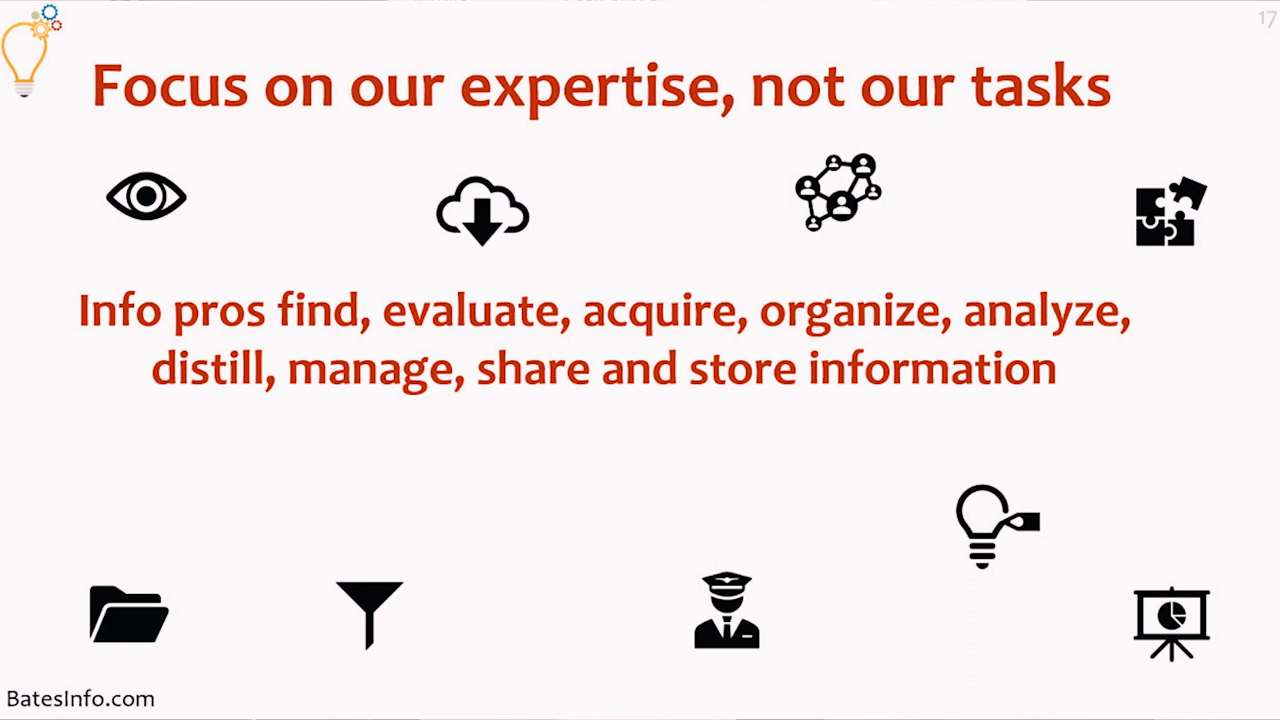 17
Focus on our expertise, not our tasks
Info pros find, evaluate, acquire, organize, analyze,
distill, manage, share and store information
BatesInfo.com